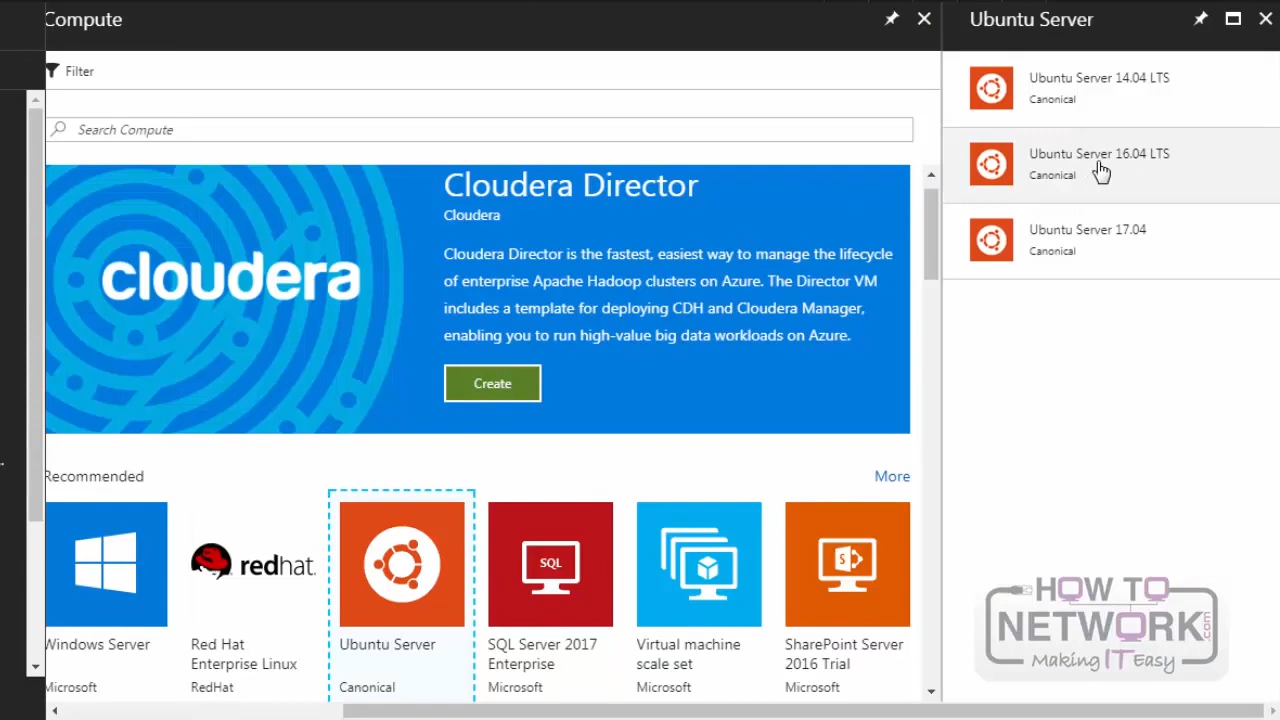 Compute
Filter
Search Compute
cloudera
Cloudera Director
Cloudera
Cloudera Director is the fastest, easiest way to manage the lifecycle
of enterprise Apache Hadoop clusters on Azure. The Director VM
includes a template for deploying CDH and Cloudera Manager,
enabling you to run high-value big data workloads on Azure.
Create
Recommended
More
Windows Server
Microsoft
redhat.
Red Hat
Enterprise Linux
RedHat
Ubuntu Server
Canonical
SQL
SQL Server 2017
Enterprise
Microsoft
Virtual machine
scale set
Microsoft
S
SharePoint Server
2016 Trial
Microsoft
Ubuntu Server
Ubuntu Server 14.04 LTS
Canonical
Ubuntu Server 16.04 LTS
Canonical
Ubuntu Server 17.04
Canonical
HOW TO
NETWORK.com
Making IT Easy